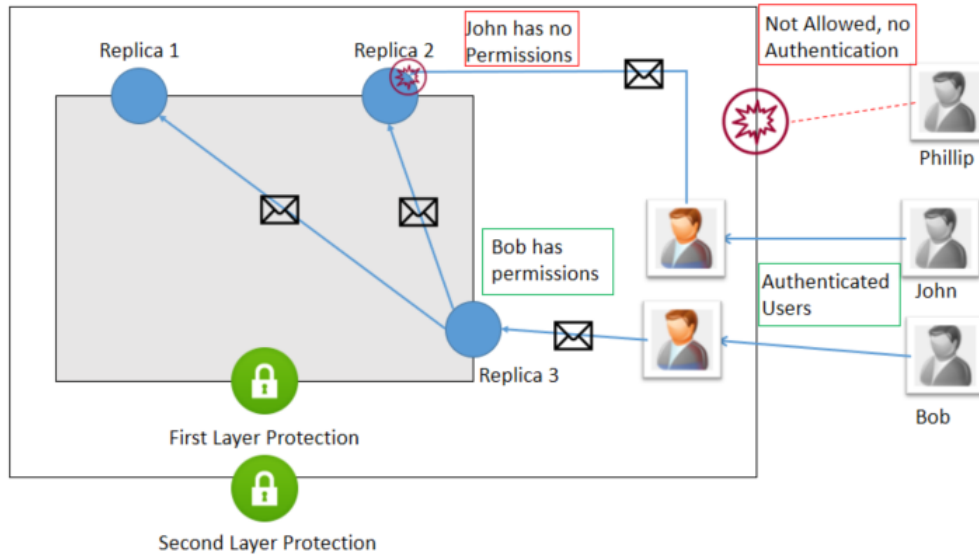 John has no
Permissions
Not Allowed, no
Authentication
Replica 1
Replica 2
Phillip
Bob has
permissions
Authenticated
Users
John
Replica 3
Bob
First Layer Protection
Second Layer Protection